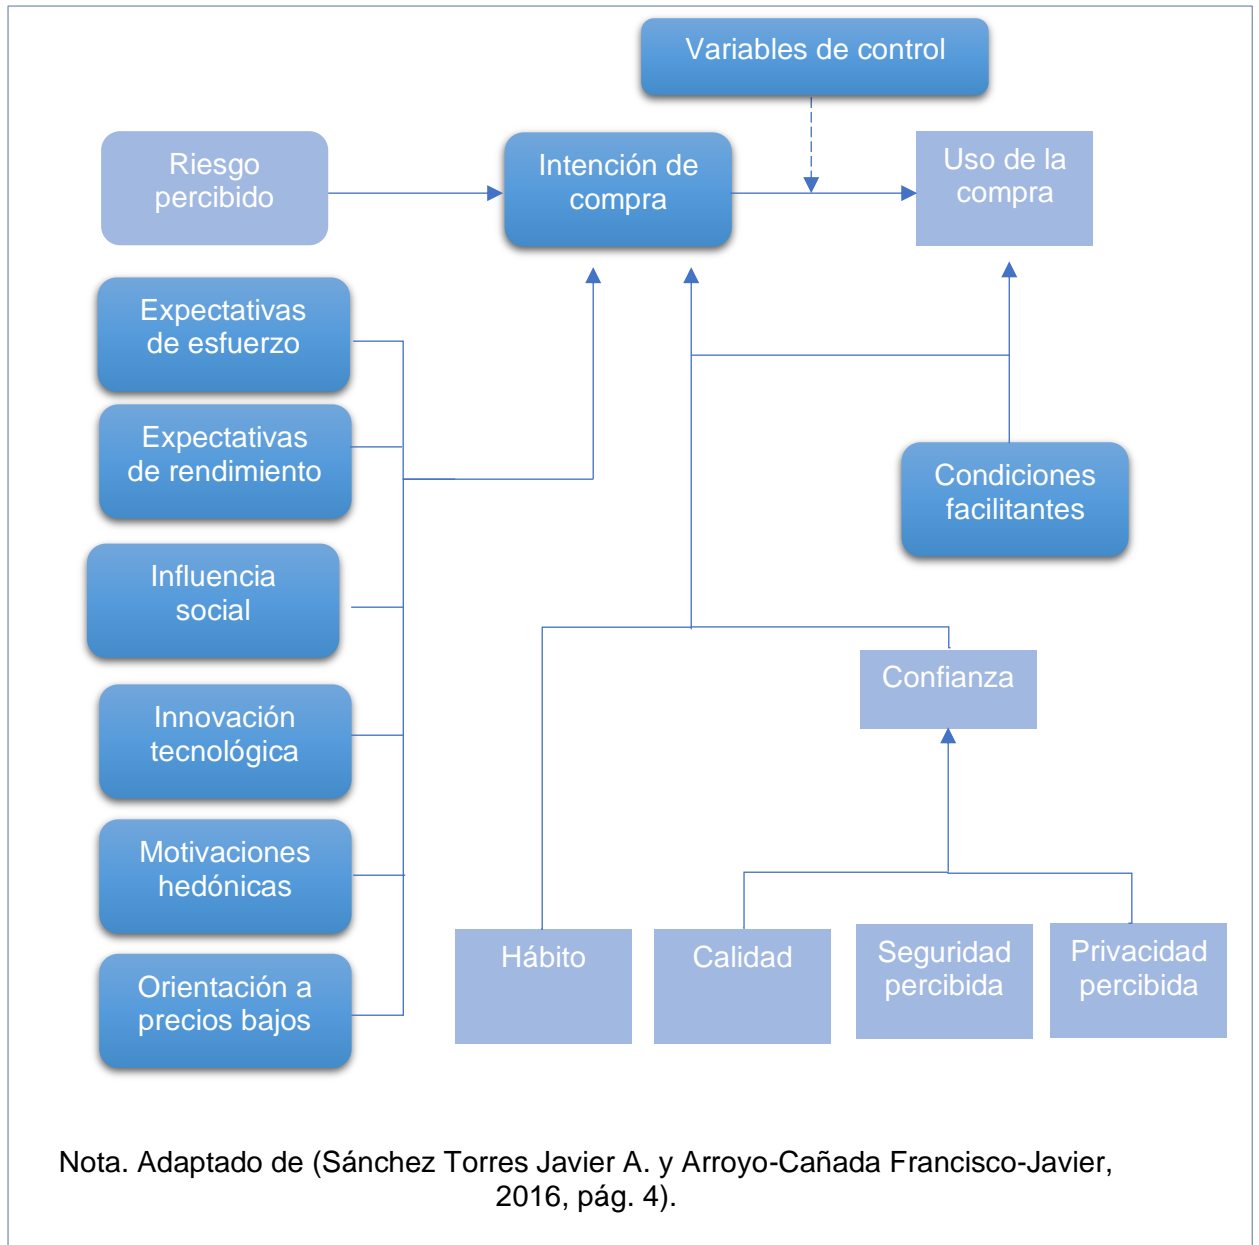 Variables de control
Riesgo
percibido
Intención de
compra
Uso de la
compra
Expectativas
de esfuerzo
Expectativas
de rendimiento
Condiciones
facilitantes
Influencia
social
Confianza
Innovación
tecnológica
Motivaciones
hedónicas
Hábito
Calidad
Seguridad
percibida
Privacidad
percibida
Orientación a
precios bajos
Nota. Adaptado de (Sánchez Torres Javier A. y Arroyo-Cañada Francisco-Javier,
2016, pág. 4).